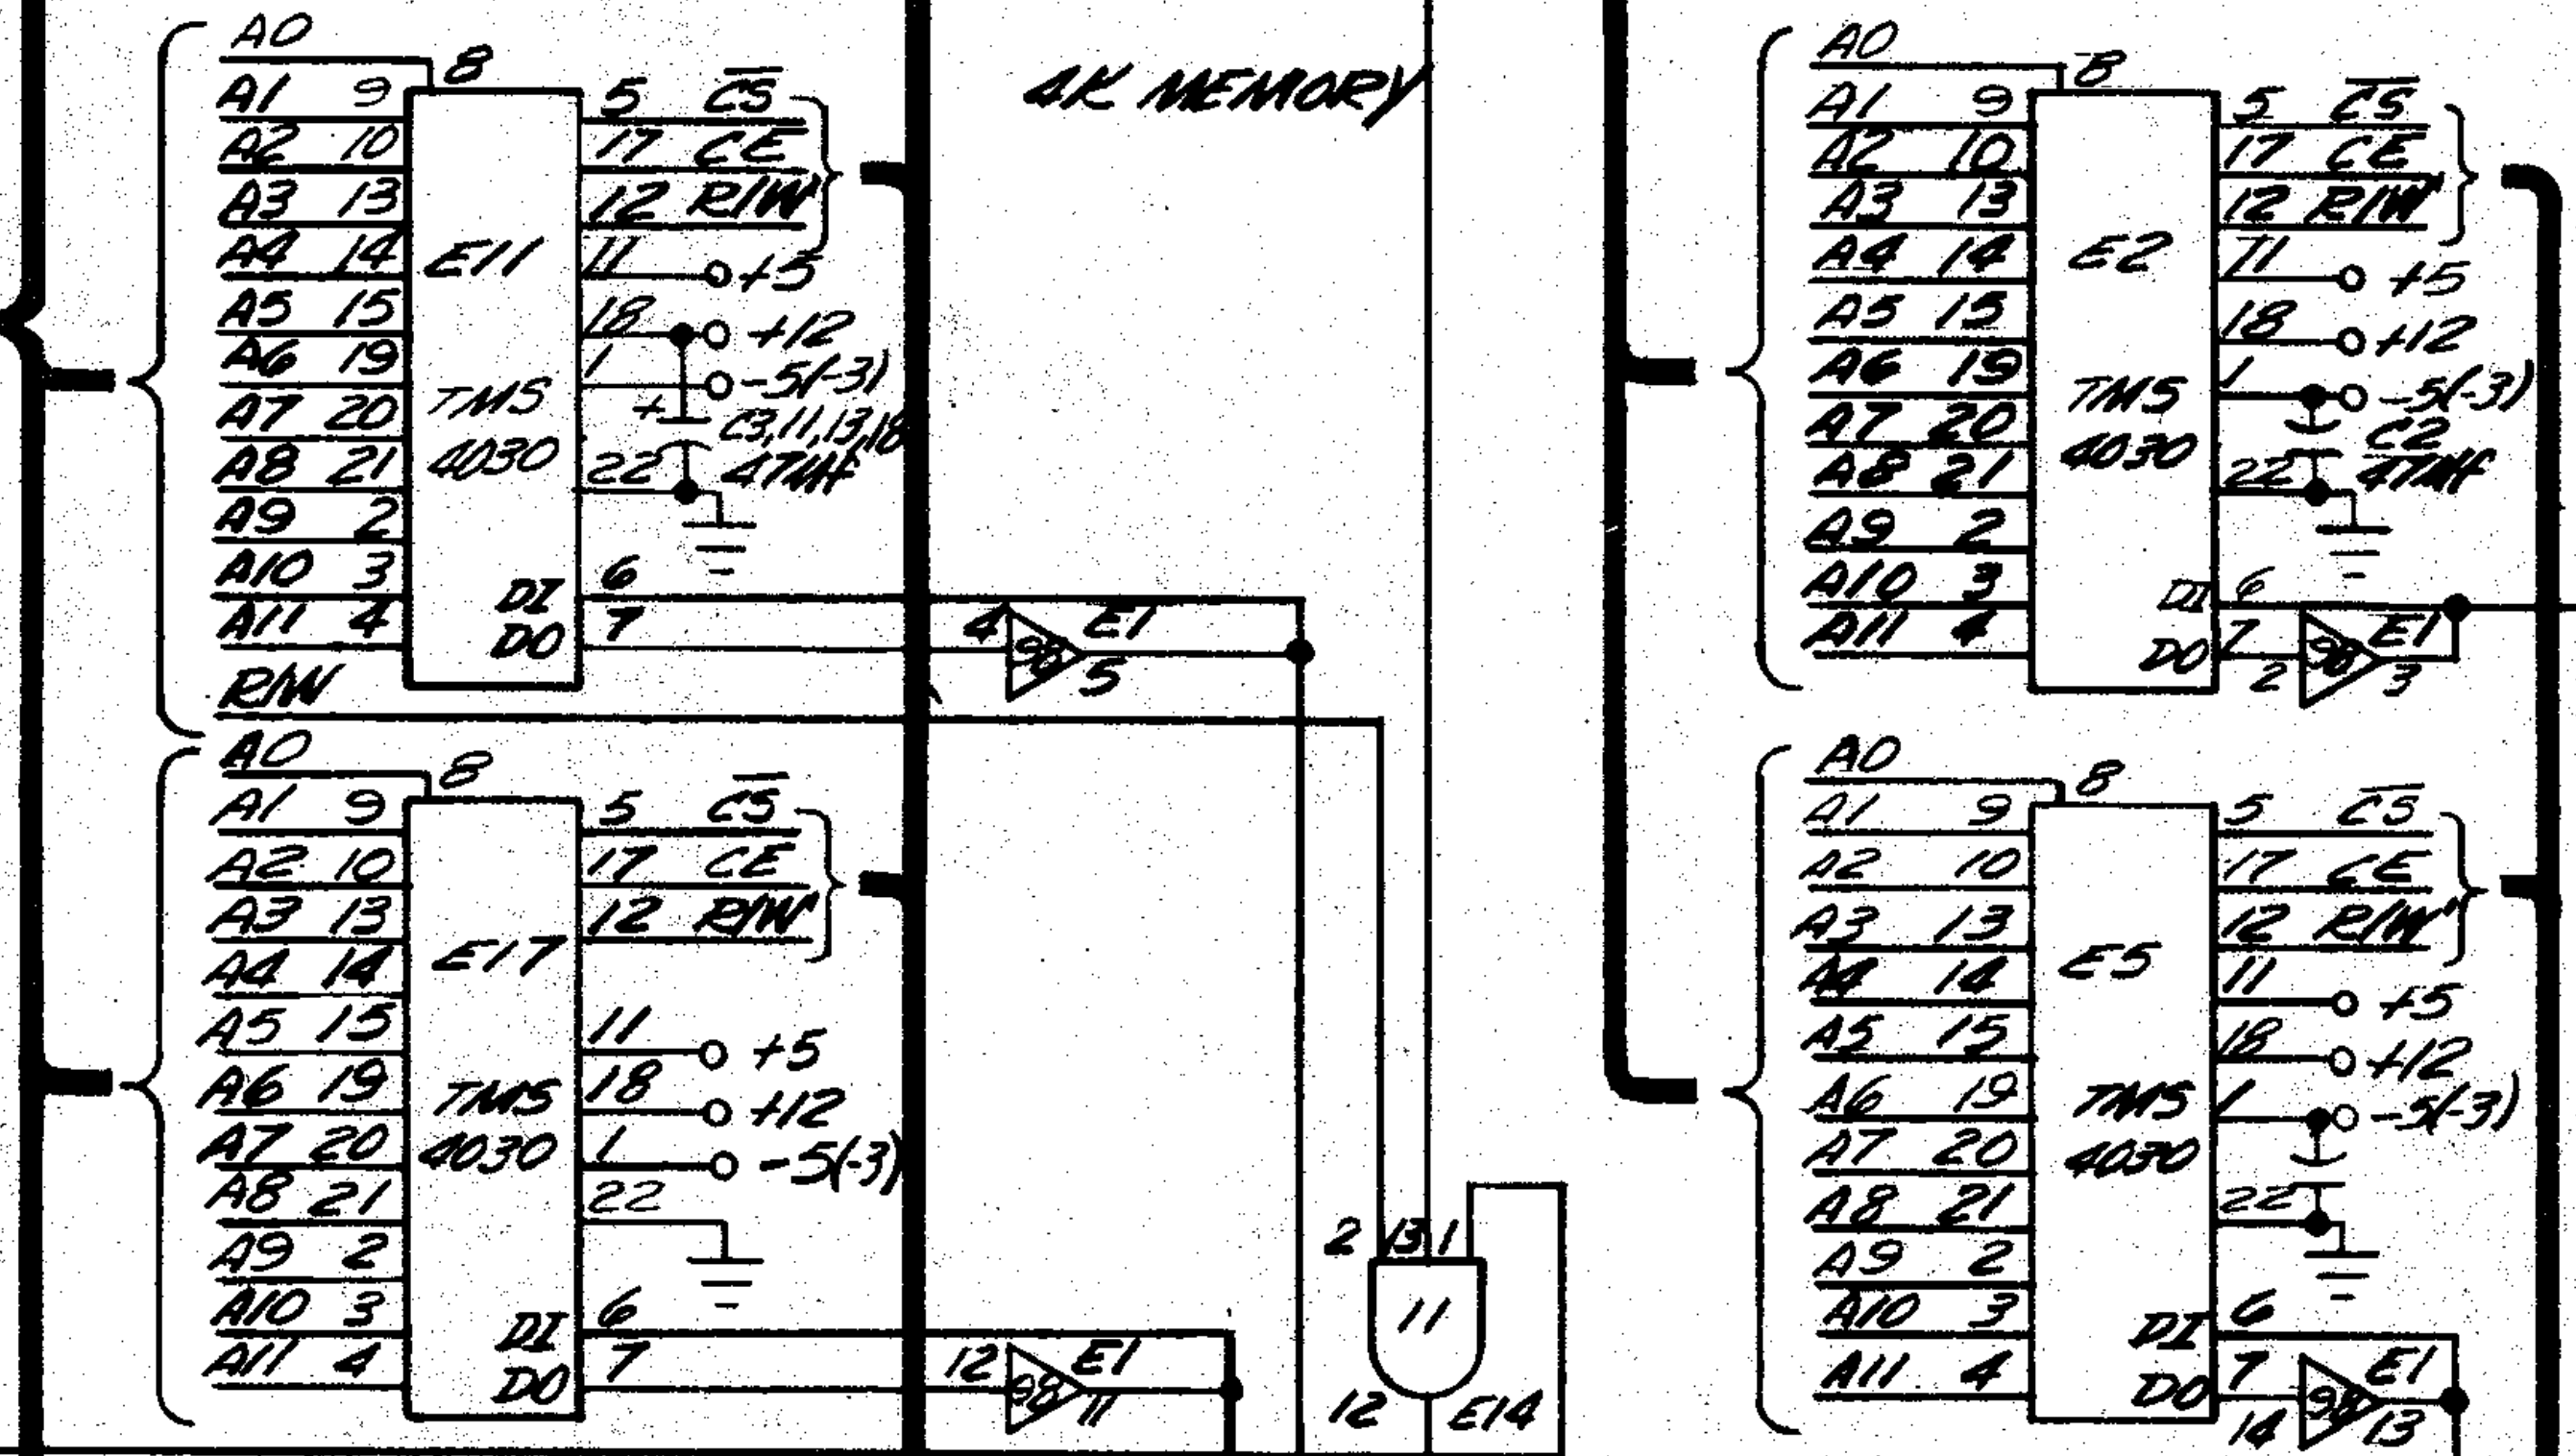 4K MEMORY
A0 8
A1 9
A2 10
A3 13
A4 14
A5 15
A6 19
A7 20
A8 21
A9 2
A10 3
A11 4
R/W
E11
TMS
4030
DI
DO
5 C̅S̅
17 CE
12 R/W
11 +5
18 +12
1 -5(-3)
+ C3,11,13,18
47Mf
22
6
7
4 98 E1
5
A0 8
A1 9
A2 10
A3 13
A4 14
A5 15
A6 19
A7 20
A8 21
A9 2
A10 3
A11 4
E17
TMS
4030
DI
DO
5 C̅S̅
17 CE
12 R/W
11 +5
18 +12
1 -5(-3)
22
6
7
12 98 E1
11
2 13 1
11
12 E14
A0 8
A1 9
A2 10
A3 13
A4 14
A5 15
A6 19
A7 20
A8 21
A9 2
A10 3
A11 4
E2
TMS
4030
DI
DO
5 C̅S̅
17 CE
12 R/W
11 +5
18 +12
1 -5(-3)
C2
47Mf
22
6
7
2 98 E1
3
A0 8
A1 9
A2 10
A3 13
A4 14
A5 15
A6 19
A7 20
A8 21
A9 2
A10 3
A11 4
E5
TMS
4030
DI
DO
5 C̅S̅
17 CE
12 R/W
11 +5
18 +12
1 -5(-3)
22
6
7
14 98 E1
13